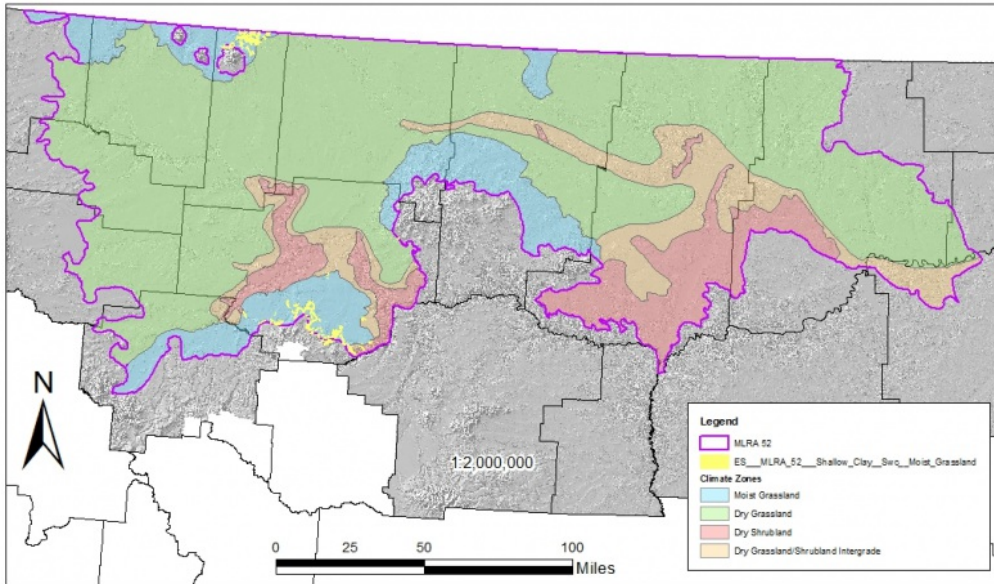 N
1:2,000,000
0 25 50 100
Miles
Legend
MLRA 52
ES___MLRA_52___Shallow_Clay__Swc__Moist_Grassland
Climate Zones
Moist Grassland
Dry Grassland
Dry Shrubland
Dry Grassland/Shrubland Intergrade